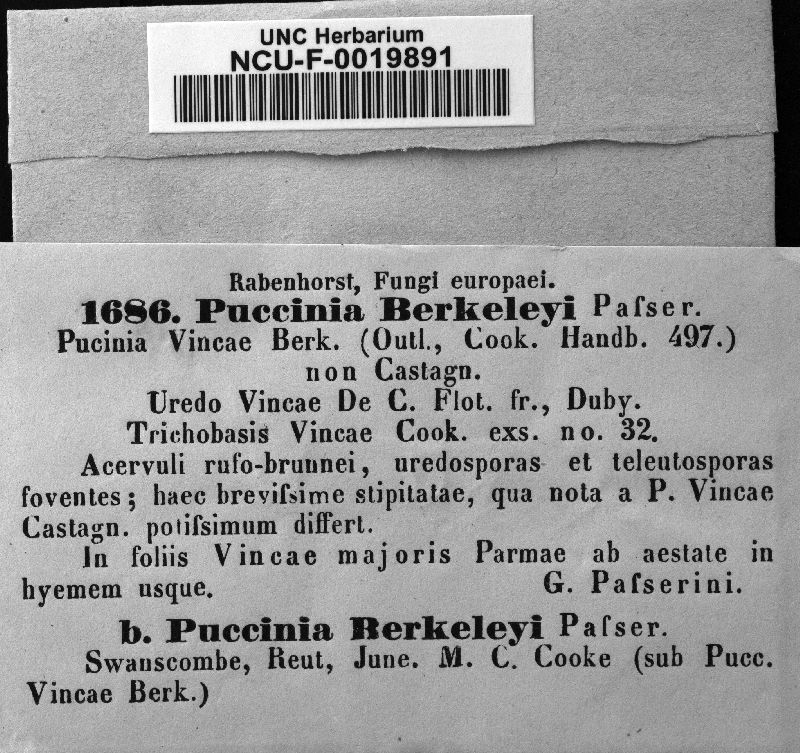 UNC Herbarium
NCU-F-0019891
Rabenhorst, Fungi europaei.
1686. Puccinia Berkeleyi Paſser.
Pucinia Vincae Berk. (Outl., Cook. Handb. 497.)
non Castagn.
Uredo Vincae De C. Flot. fr., Duby.
Trichobasis Vincae Cook. exs. no. 32.
Acervuli rufo-brunnei, uredosporas et teleutosporas
foventes; haec breviſsime stipitatae, qua nota a P. Vincae
Castagn. potiſsimum differt.
In foliis Vincae majoris Parmae ab aestate in
hyemem usque. G. Paſserini.
b. Puccinia Berkeleyi Paſser.
Swanscombe, Reut, June. M. C. Cooke (sub Pucc.
Vincae Berk.)